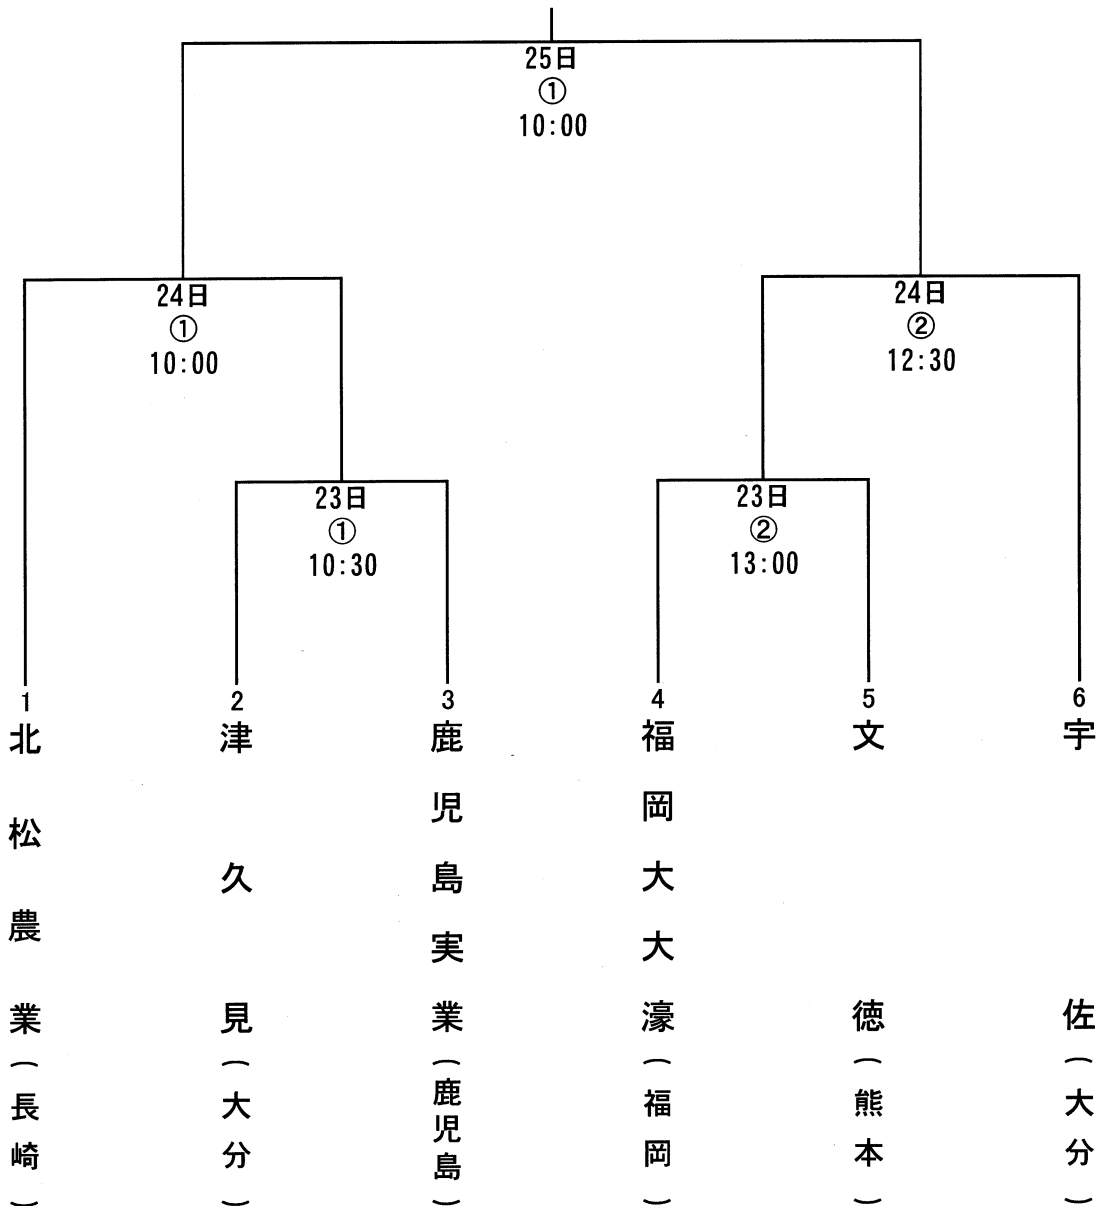 25日
①
10:00
24日
①
10:00
24日
②
12:30
23日
①
10:30
23日
②
13:00
1
北松農業(長崎)
2
津久見(大分)
3
鹿児島実業(鹿児島)
4
福岡大大濠(福岡)
5
文徳(熊本)
6
宇佐(大分)